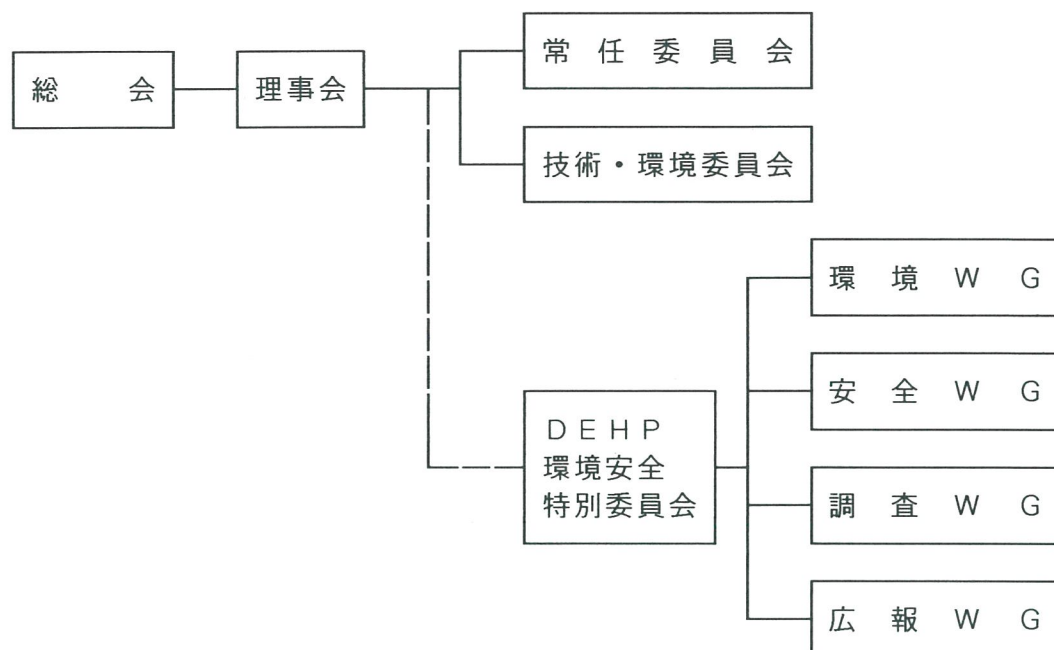 総会
理事会
常任委員会
技術・環境委員会
DEHP
環境安全
特別委員会
環境WG
安全WG
調査WG
広報WG